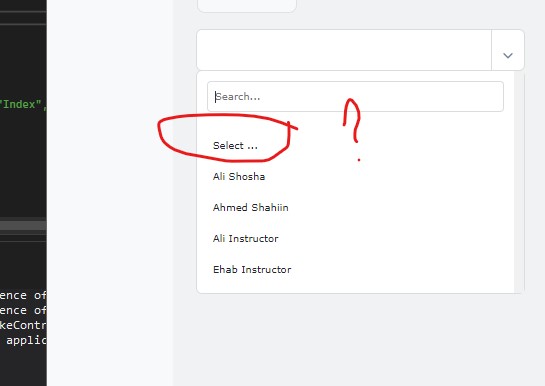 "Index",
Search...
?
Select ...
Ali Shosha
Ahmed Shahiin
Ali Instructor
Ehab Instructor
ence of
ence of
keContr
applic